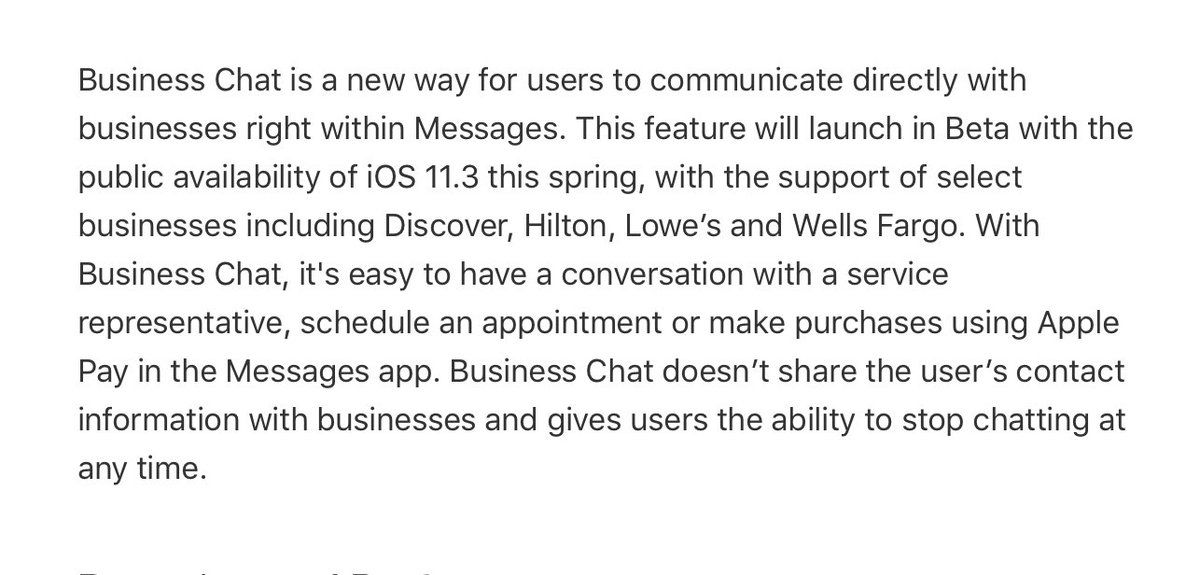 Business Chat is a new way for users to communicate directly with
businesses right within Messages. This feature will launch in Beta with the
public availability of iOS 11.3 this spring, with the support of select
businesses including Discover, Hilton, Lowe’s and Wells Fargo. With
Business Chat, it's easy to have a conversation with a service
representative, schedule an appointment or make purchases using Apple
Pay in the Messages app. Business Chat doesn’t share the user’s contact
information with businesses and gives users the ability to stop chatting at
any time.